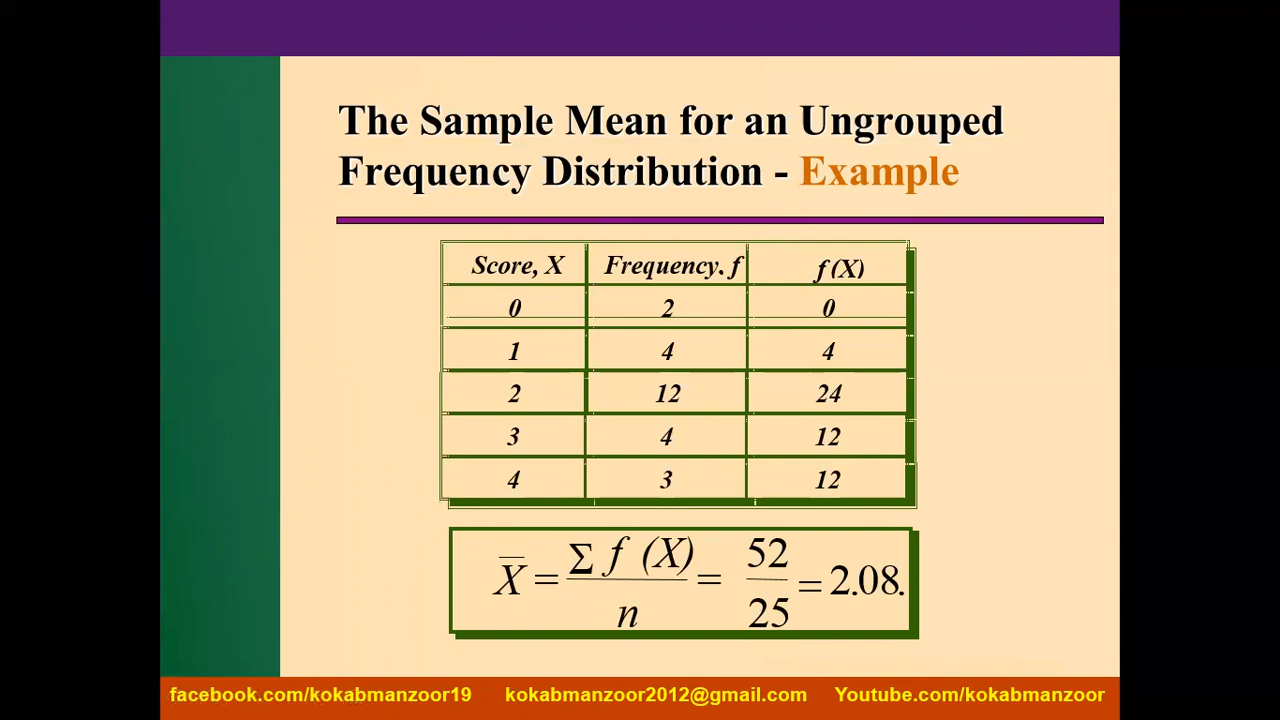 The Sample Mean for an Ungrouped
Frequency Distribution - Example
Score, X Frequency. f f (X)
0 2 0
1 4 4
2 12 24
3 4 12
4 3 12
X̅ = Σ f (X) / n = 52 / 25 = 2.08.
facebook.com/kokabmanzoor19 kokabmanzoor2012@gmail.com Youtube.com/kokabmanzoor